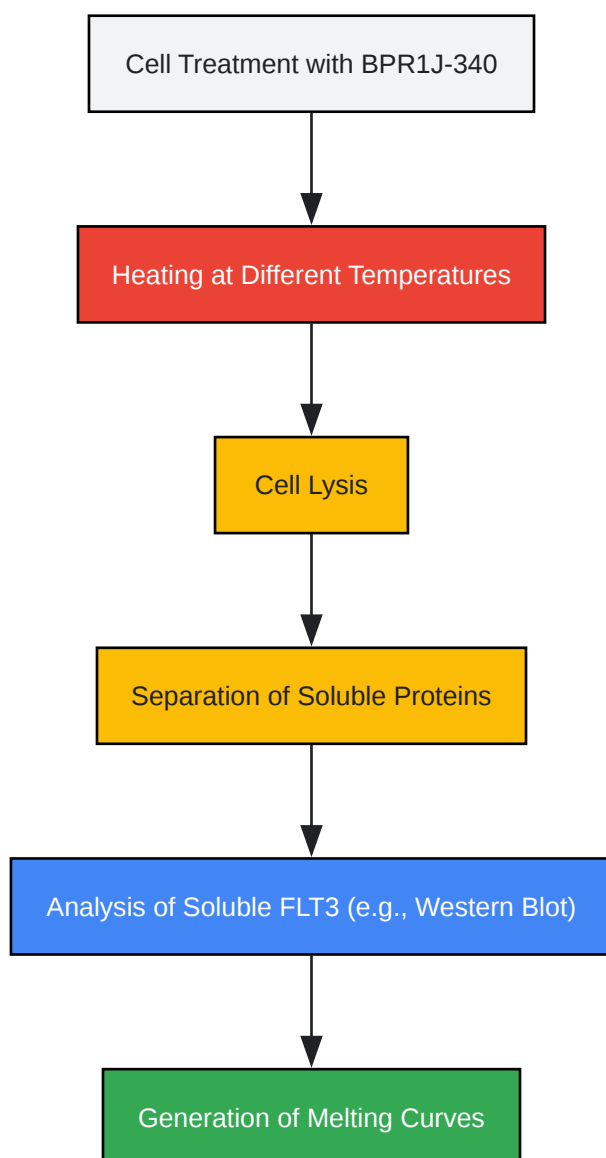 Cell Treatment with BPR1J-340
Heating at Different Temperatures
Cell Lysis
Separation of Soluble Proteins
Analysis of Soluble FLT3 (e.g., Western Blot)
Generation of Melting Curves